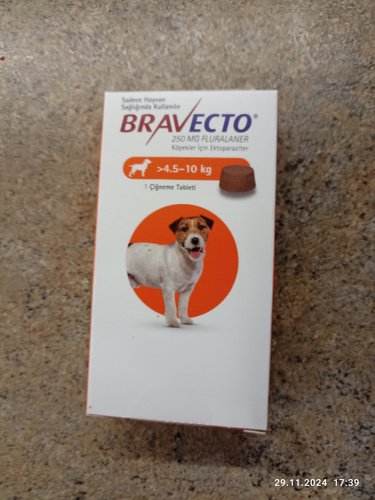 Sadece Hayvan
Sağlığında Kullanılır
BRAVECTO®
250 MG FLURALANER
Köpekler İçin Ektoparaziter
>4.5–10 kg
1 Çiğneme Tableti
29.11.2024 17:39